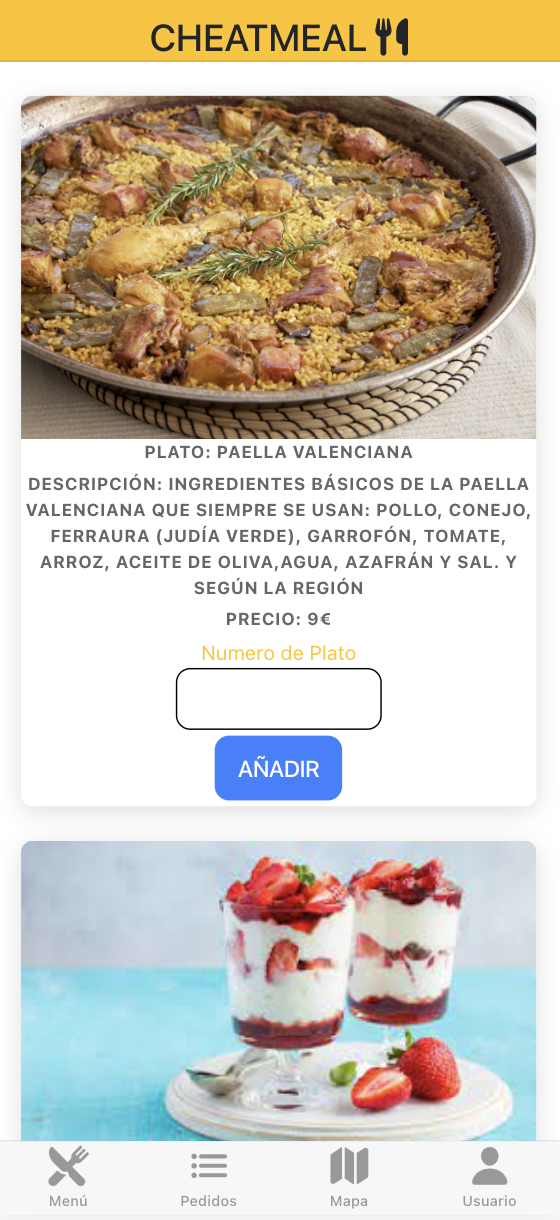 CHEATMEAL
PLATO: PAELLA VALENCIANA
DESCRIPCIÓN: INGREDIENTES BÁSICOS DE LA PAELLA
VALENCIANA QUE SIEMPRE SE USAN: POLLO, CONEJO,
FERRAURA (JUDÍA VERDE), GARROFÓN, TOMATE,
ARROZ, ACEITE DE OLIVA,AGUA, AZAFRÁN Y SAL. Y
SEGÚN LA REGIÓN
PRECIO: 9€
Numero de Plato
AÑADIR
Menú Pedidos Mapa Usuario